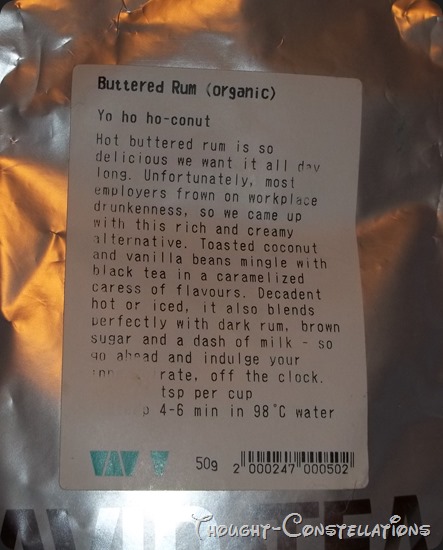 Buttered Rum (organic)
Yo ho ho-conut
Hot buttered rum is so
delicious we want it all day
long. Unfortunately, most
employers frown on workplace
drunkenness, so we came up
with this rich and creamy
alternative. Toasted coconut
and vanilla beans mingle with
black tea in a caramelized
caress of flavours. Decadent
hot or iced, it also blends
perfectly with dark rum, brown
sugar and a dash of milk - so
go ahead and indulge your
off the clock.
tsp per cup
4-6 min in 98°C water
50g
2 000247 000502
Thought-Constellations